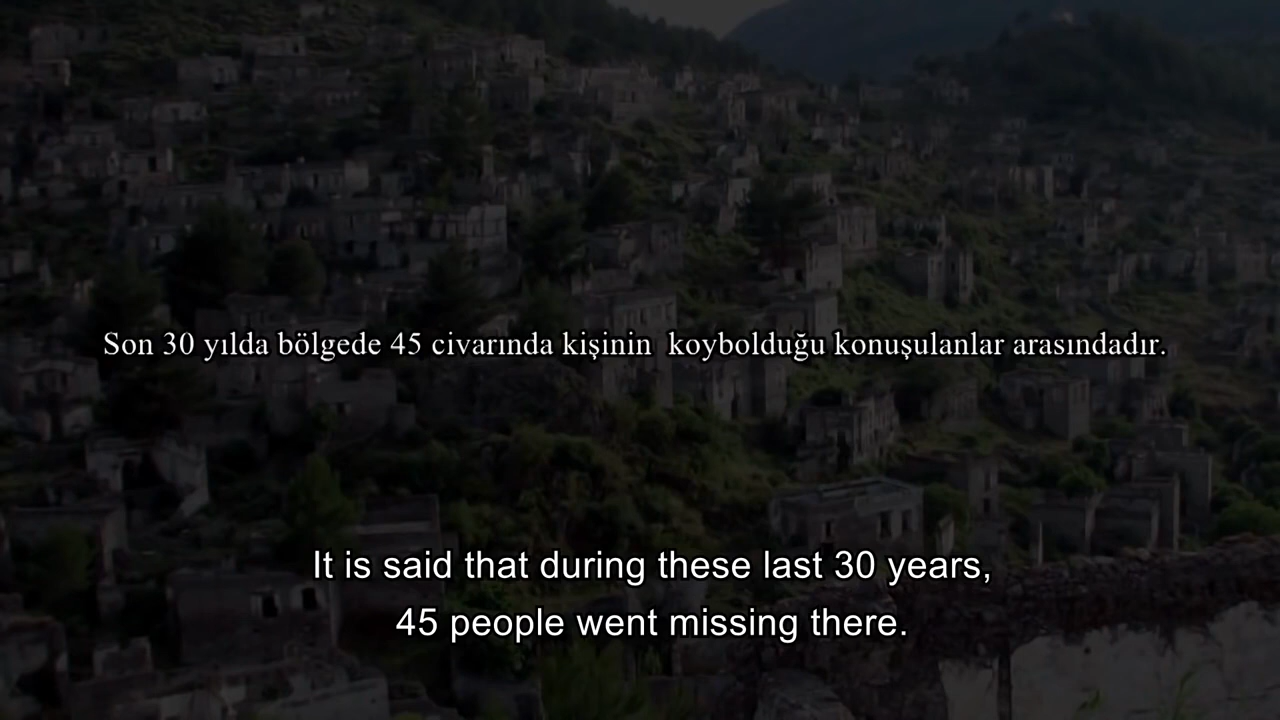 Son 30 yılda bölgede 45 civarında kişinin koybolduğu konuşulanlar arasındadır.
It is said that during these last 30 years,
45 people went missing there.